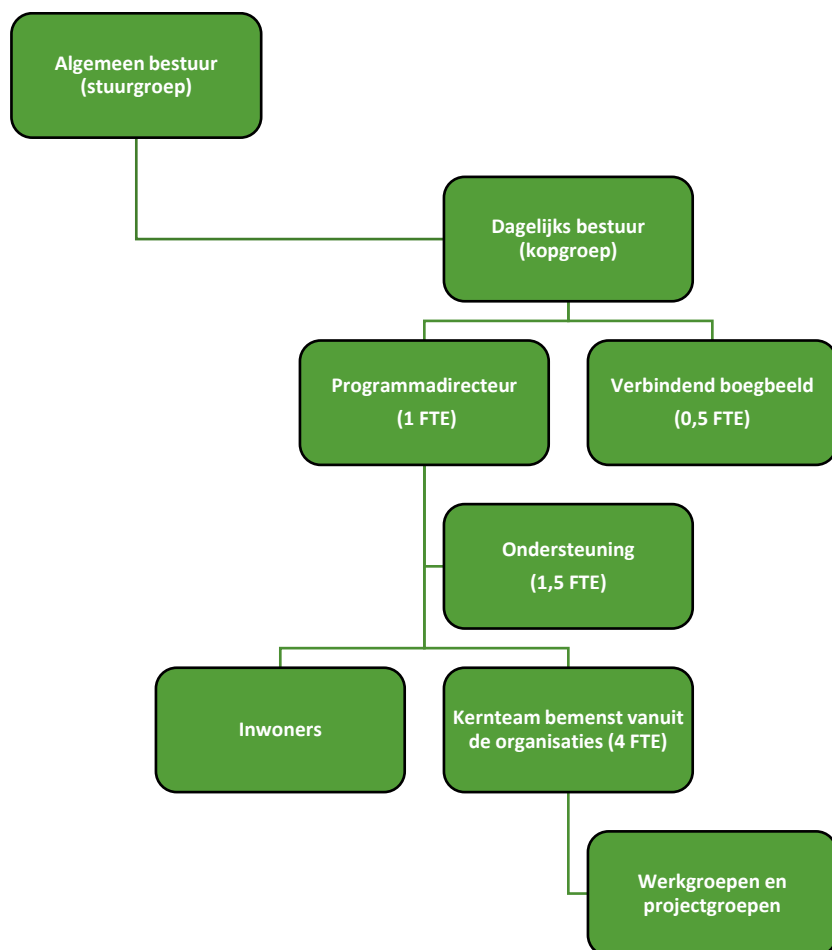 Algemeen bestuur
(stuurgroep)
Dagelijks bestuur
(kopgroep)
Programmadirecteur
(1 FTE)
Verbindend boegbeeld
(0,5 FTE)
Ondersteuning
(1,5 FTE)
Inwoners
Kernteam bemenst vanuit
de organisaties (4 FTE)
Werkgroepen en
projectgroepen